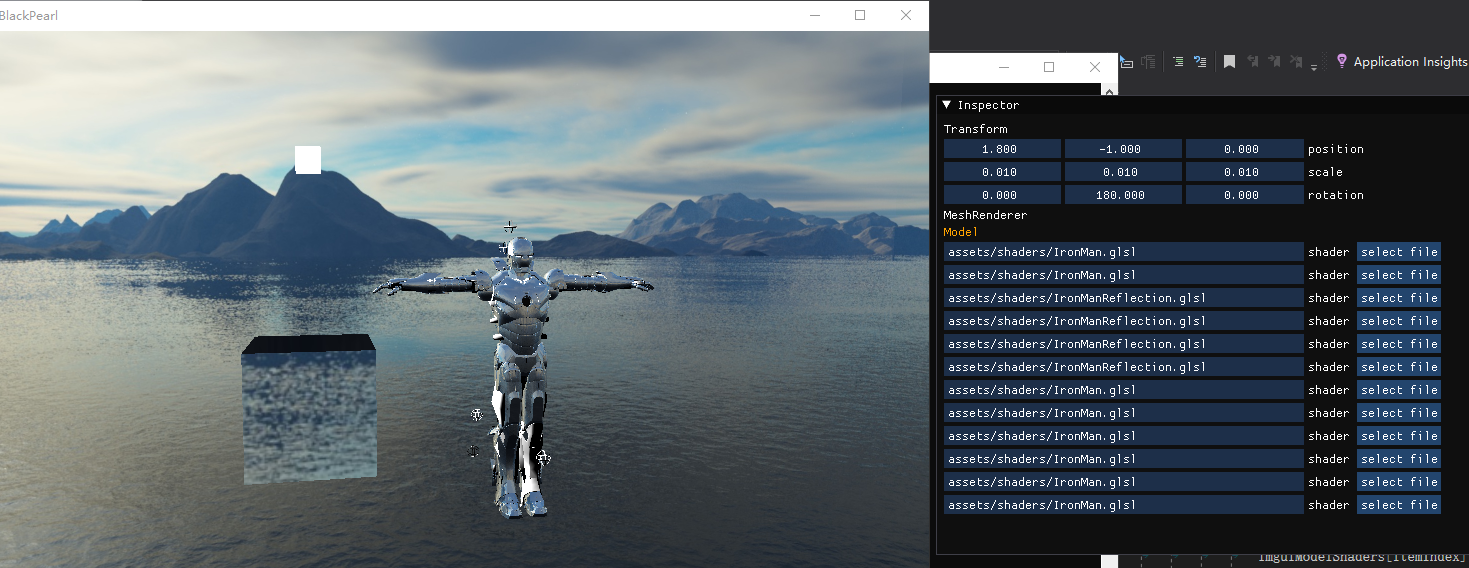 BlackPearl
Application Insights
Inspector
Transform
1.800 -1.000 0.000 position
0.010 0.010 0.010 scale
0.000 180.000 0.000 rotation
MeshRenderer
Model
assets/shaders/IronMan.glsl shader select file
assets/shaders/IronMan.glsl shader select file
assets/shaders/IronManReflection.glsl shader select file
assets/shaders/IronManReflection.glsl shader select file
assets/shaders/IronManReflection.glsl shader select file
assets/shaders/IronManReflection.glsl shader select file
assets/shaders/IronMan.glsl shader select file
assets/shaders/IronMan.glsl shader select file
assets/shaders/IronMan.glsl shader select file
assets/shaders/IronMan.glsl shader select file
assets/shaders/IronMan.glsl shader select file
assets/shaders/IronMan.glsl shader select file